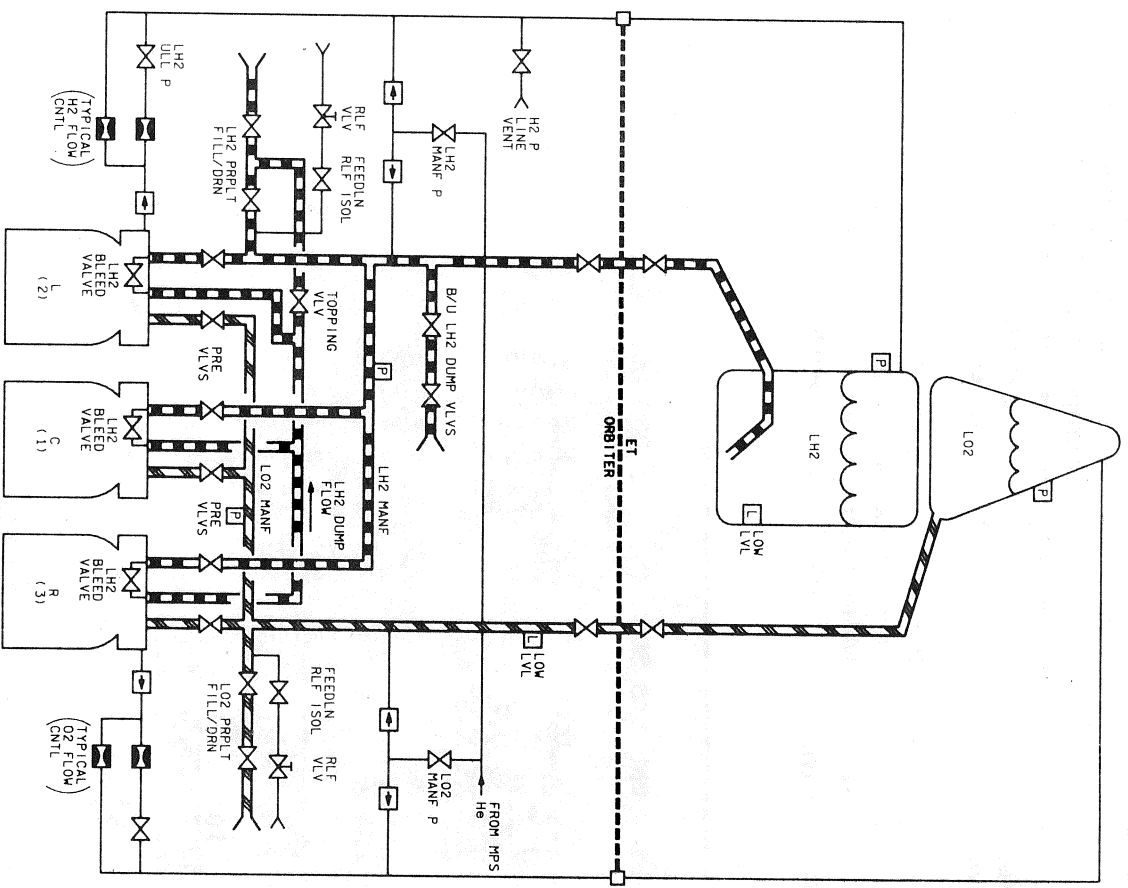 LH2
ULL P
(TYPICAL
H2 FLOW
CNTL)
LH2 PRPLT
FILL/DRN
RLF
VLV
FEEDLN
RLF ISOL
LH2
MANF P
H2 P
LINE
VENT
L
(2)
LH2
BLEED
VALVE
PRE
VLVS
TOPPING
VLV
P
B/U LH2 DUMP VLVS
C
(1)
LH2
BLEED
VALVE
PRE
VLVS
P
LO2 MANF
LH2 DUMP
FLOW
LH2 MANF
R
(3)
LH2
BLEED
VALVE
ET
ORBITER
P
LH2
L
LOW
LVL
LO2
P
L
LOW
LVL
LO2 PRPLT
FILL/DRN
FEEDLN
RLF ISOL
RLF
VLV
LO2
MANF P
FROM MPS
He
(TYPICAL
O2 FLOW
CNTL)